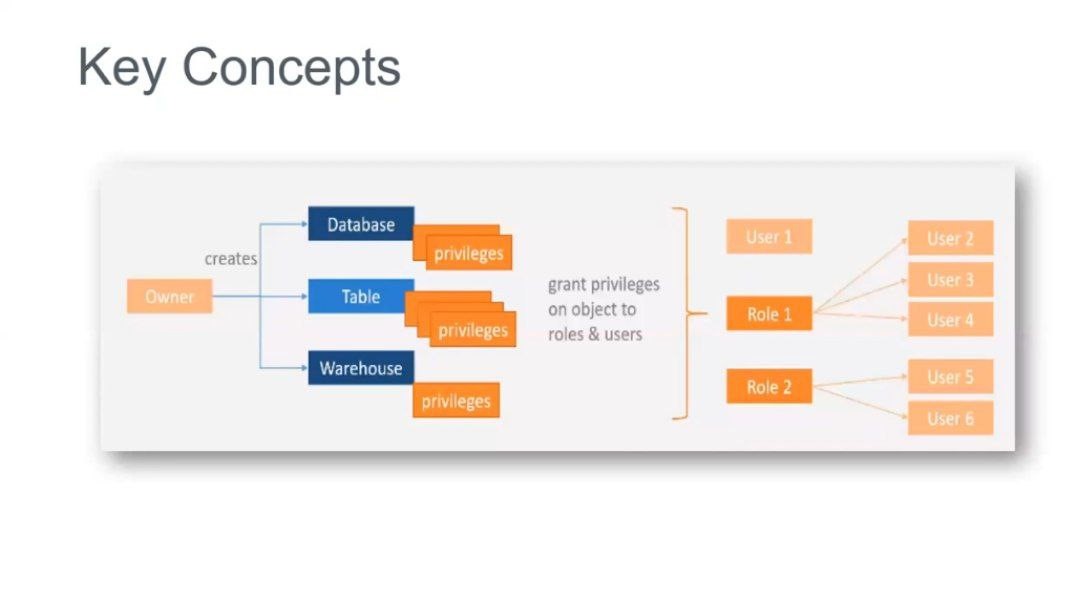 Key Concepts
Owner
creates
Database
privileges
Table
privileges
Warehouse
privileges
grant privileges
on object to
roles & users
User 1
Role 1
Role 2
User 2
User 3
User 4
User 5
User 6